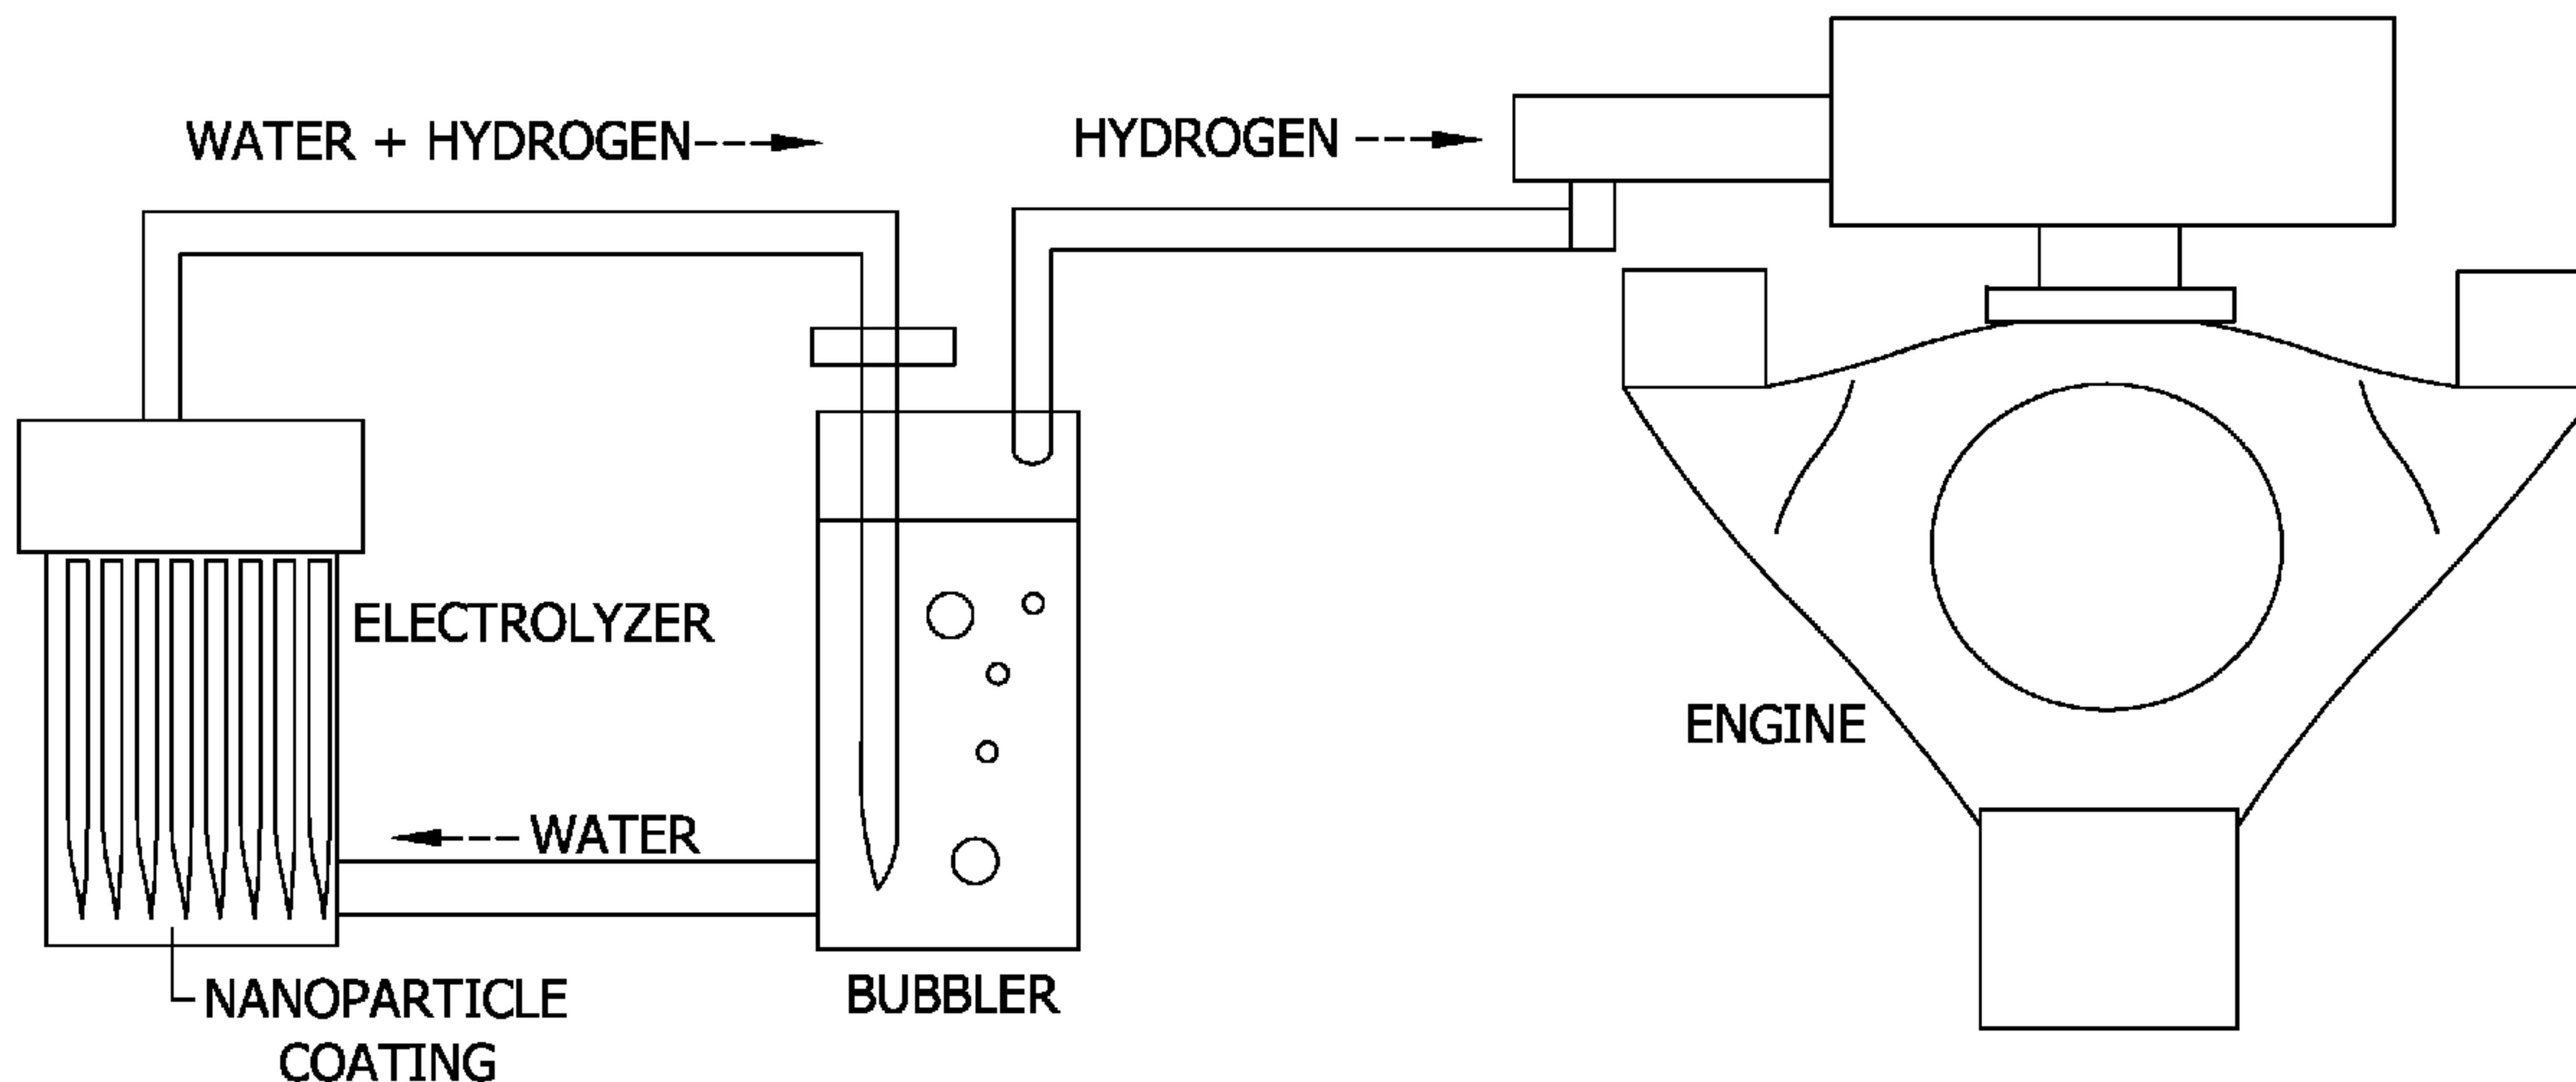 WATER + HYDROGEN
HYDROGEN
ELECTROLYZER
WATER
ENGINE
NANOPARTICLE
COATING
BUBBLER